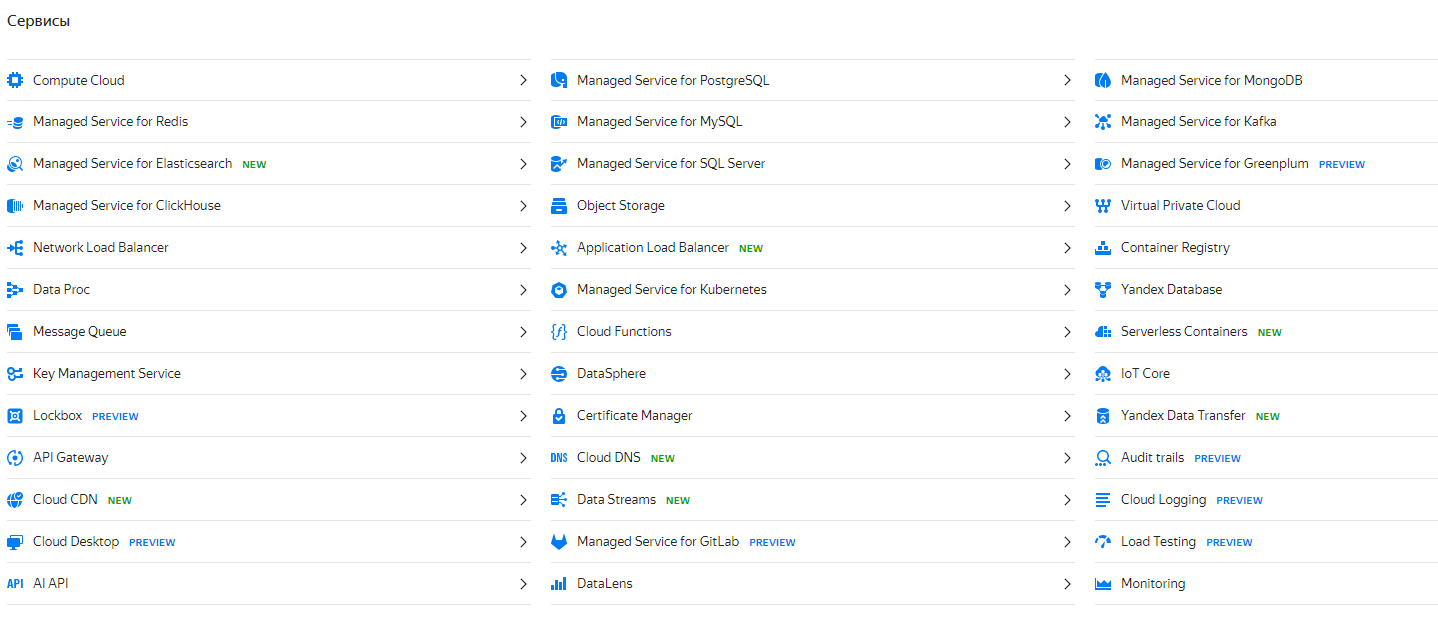 Сервисы
Compute Cloud Managed Service for PostgreSQL Managed Service for MongoDB
Managed Service for Redis Managed Service for MySQL Managed Service for Kafka
Managed Service for Elasticsearch NEW Managed Service for SQL Server Managed Service for Greenplum PREVIEW
Managed Service for ClickHouse Object Storage Virtual Private Cloud
Network Load Balancer Application Load Balancer NEW Container Registry
Data Proc Managed Service for Kubernetes Yandex Database
Message Queue {ƒ} Cloud Functions Serverless Containers NEW
Key Management Service DataSphere IoT Core
Lockbox PREVIEW Certificate Manager Yandex Data Transfer NEW
API Gateway DNS Cloud DNS NEW Audit trails PREVIEW
Cloud CDN NEW Data Streams NEW Cloud Logging PREVIEW
Cloud Desktop PREVIEW Managed Service for GitLab PREVIEW Load Testing PREVIEW
API AI API DataLens Monitoring